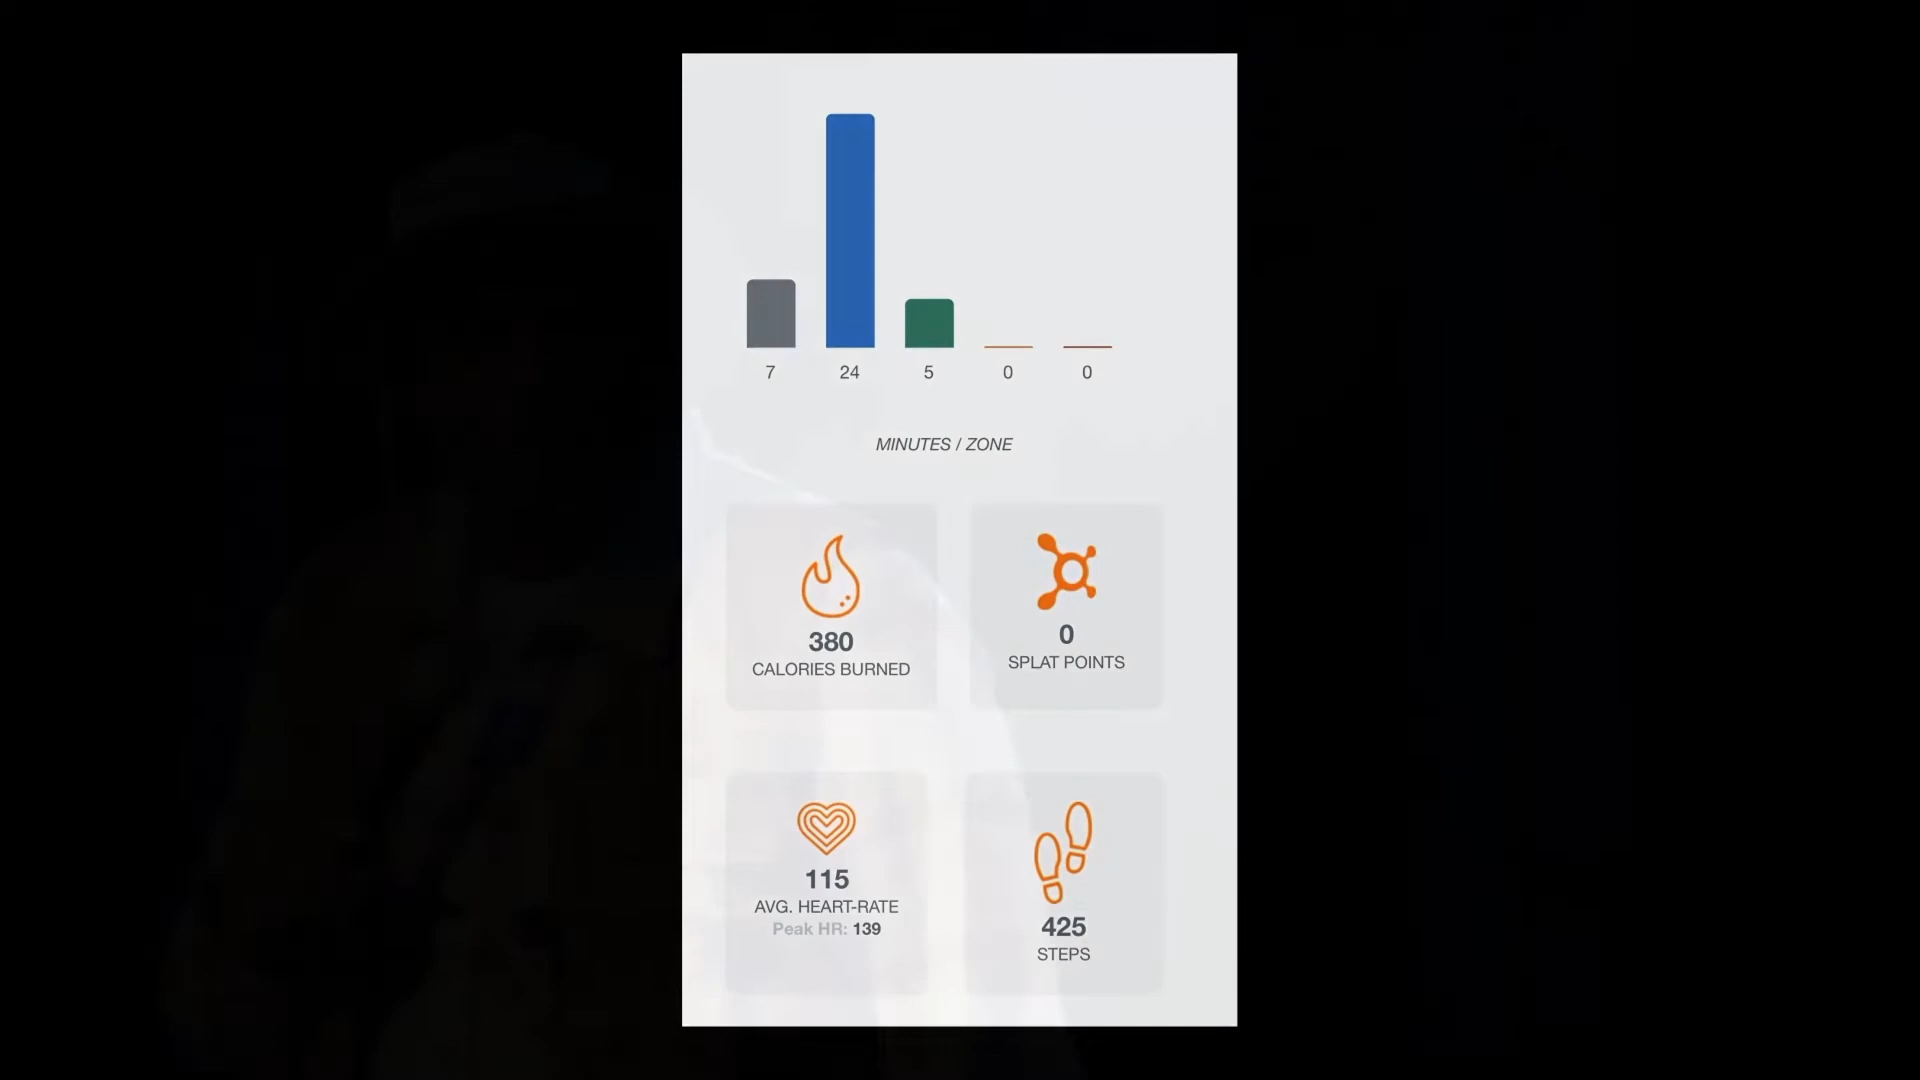 7 24 5 0 0
MINUTES / ZONE
380
CALORIES BURNED
0
SPLAT POINTS
115
AVG. HEART-RATE
Peak HR: 139
425
STEPS